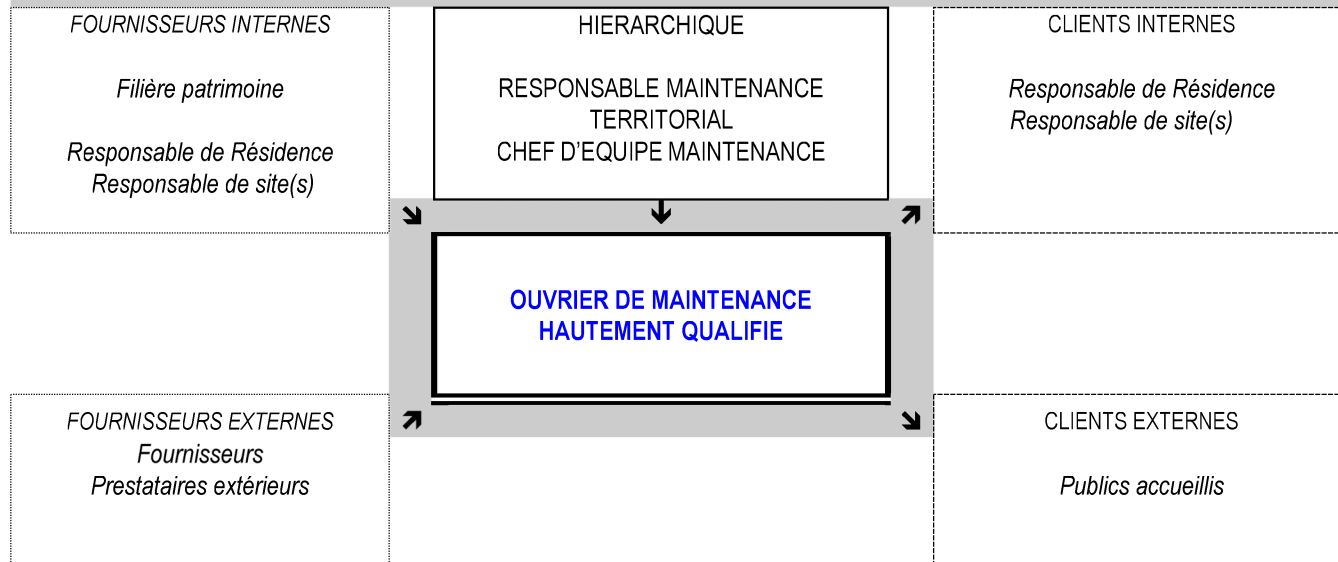 FOURNISSEURS INTERNES
Filière patrimoine
Responsable de Résidence
Responsable de site(s)
HIERARCHIQUE
RESPONSABLE MAINTENANCE
TERRITORIAL
CHEF D'EQUIPE MAINTENANCE
CLIENTS INTERNES
Responsable de Résidence
Responsable de site(s)
OUVRIER DE MAINTENANCE
HAUTEMENT QUALIFIE
FOURNISSEURS EXTERNES
Fournisseurs
Prestataires extérieurs
CLIENTS EXTERNES
Publics accueillis